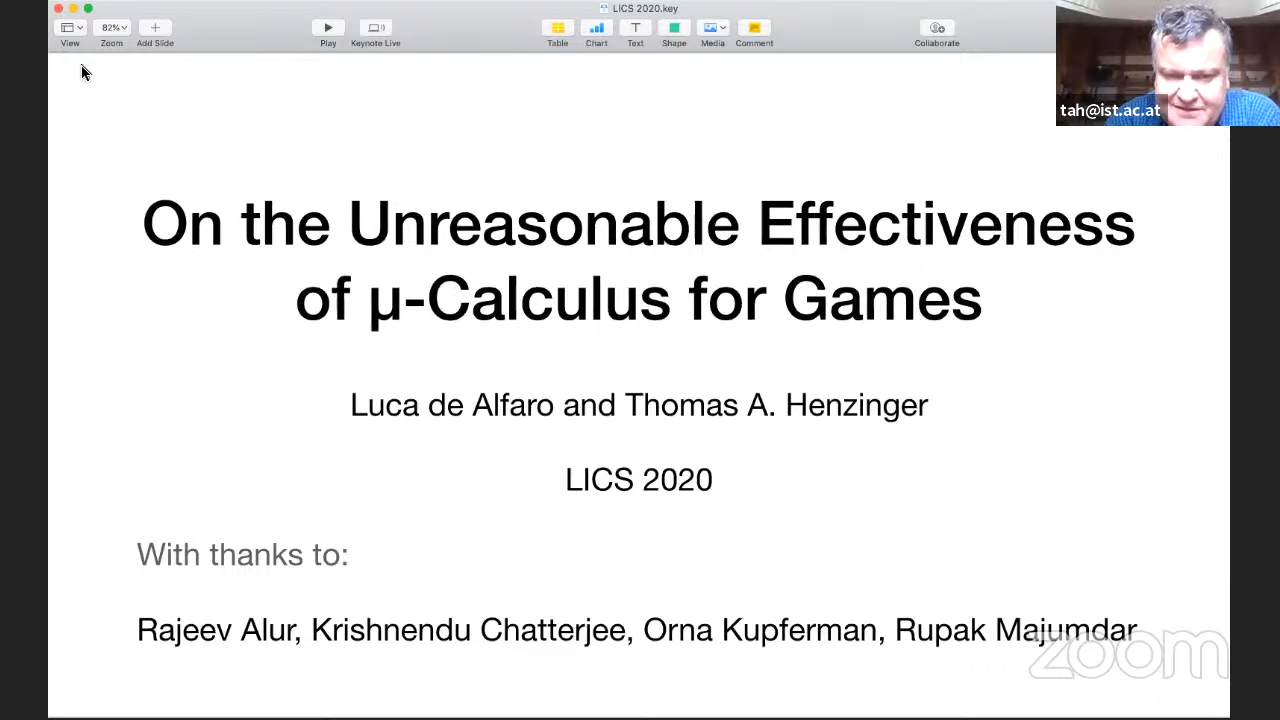 LICS 2020.key
82%
View
Zoom
Add Slide
Play
Keynote Live
Table
Chart
Text
Shape
Media
Comment
Collaborate
tah@ist.ac.at
On the Unreasonable Effectiveness
of µ-Calculus for Games
Luca de Alfaro and Thomas A. Henzinger
LICS 2020
With thanks to:
Rajeev Alur, Krishnendu Chatterjee, Orna Kupferman, Rupak Majumdar
zoom